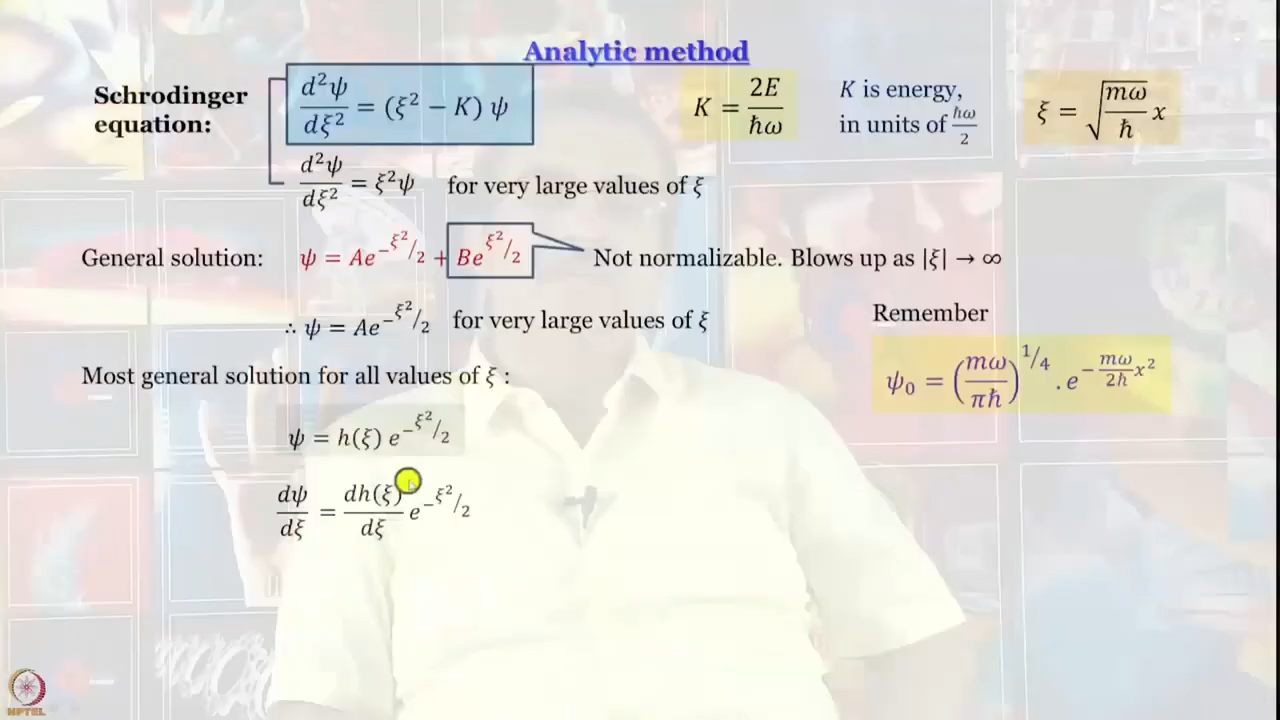 Analytic method
Schrodinger equation: d²ψ/dξ² = (ξ² − K) ψ K = 2E/ħω K is energy, in units of ħω/2 ξ = √(mω/ħ) x
d²ψ/dξ² = ξ²ψ for very large values of ξ
General solution: ψ = Ae^(−ξ²/2) + Be^(ξ²/2) Not normalizable. Blows up as |ξ| → ∞
∴ ψ = Ae^(−ξ²/2) for very large values of ξ
Remember
ψ₀ = (mω/πħ)^(1/4) . e^(−(mω/2ħ)x²)
Most general solution for all values of ξ :
ψ = h(ξ) e^(−ξ²/2)
dψ/dξ = dh(ξ)/dξ e^(−ξ²/2)
NPTEL